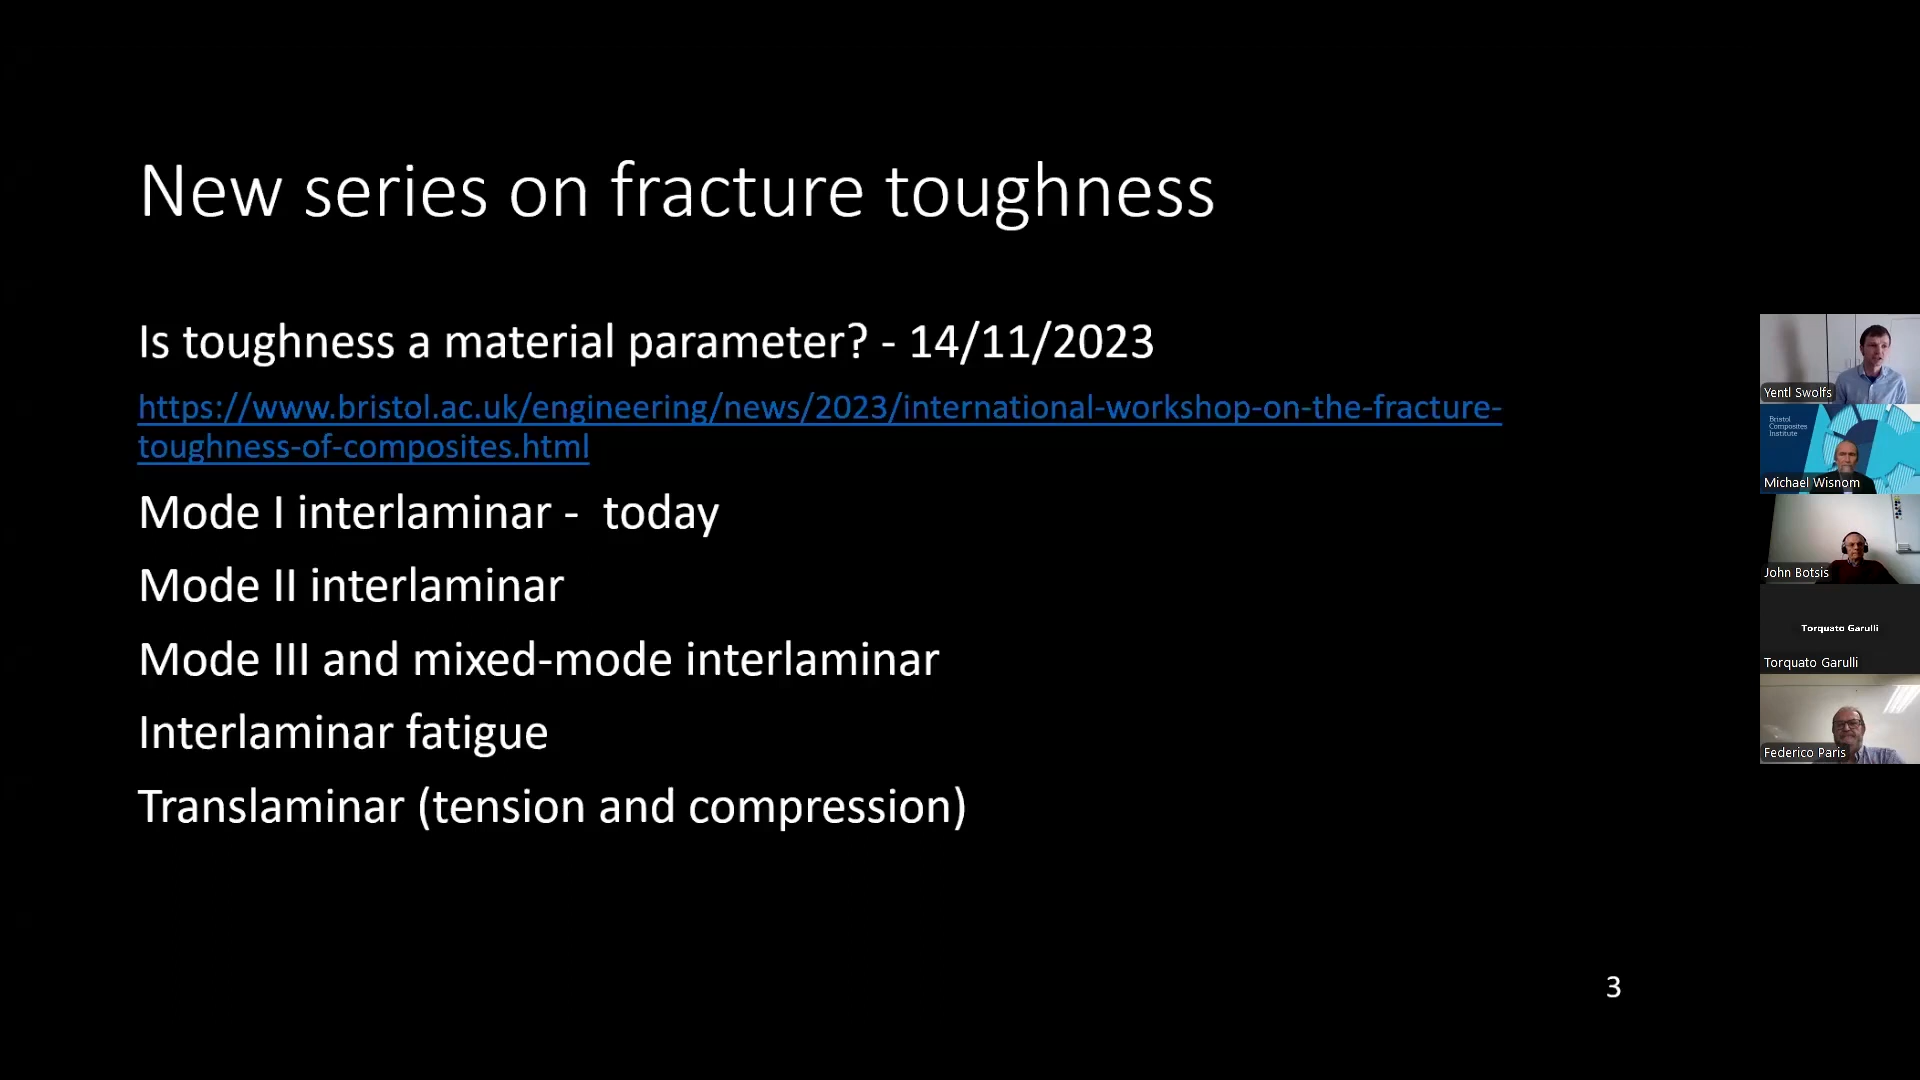 New series on fracture toughness
Is toughness a material parameter? - 14/11/2023
https://www.bristol.ac.uk/engineering/news/2023/international-workshop-on-the-fracture-
toughness-of-composites.html
Mode I interlaminar -  today
Mode II interlaminar
Mode III and mixed-mode interlaminar
Interlaminar fatigue
Translaminar (tension and compression)
3
Yentl Swolfs
Bristol
Composites
Institute
Michael Wisnom
John Botsis
Torquato Garulli
Torquato Garulli
Federico Paris